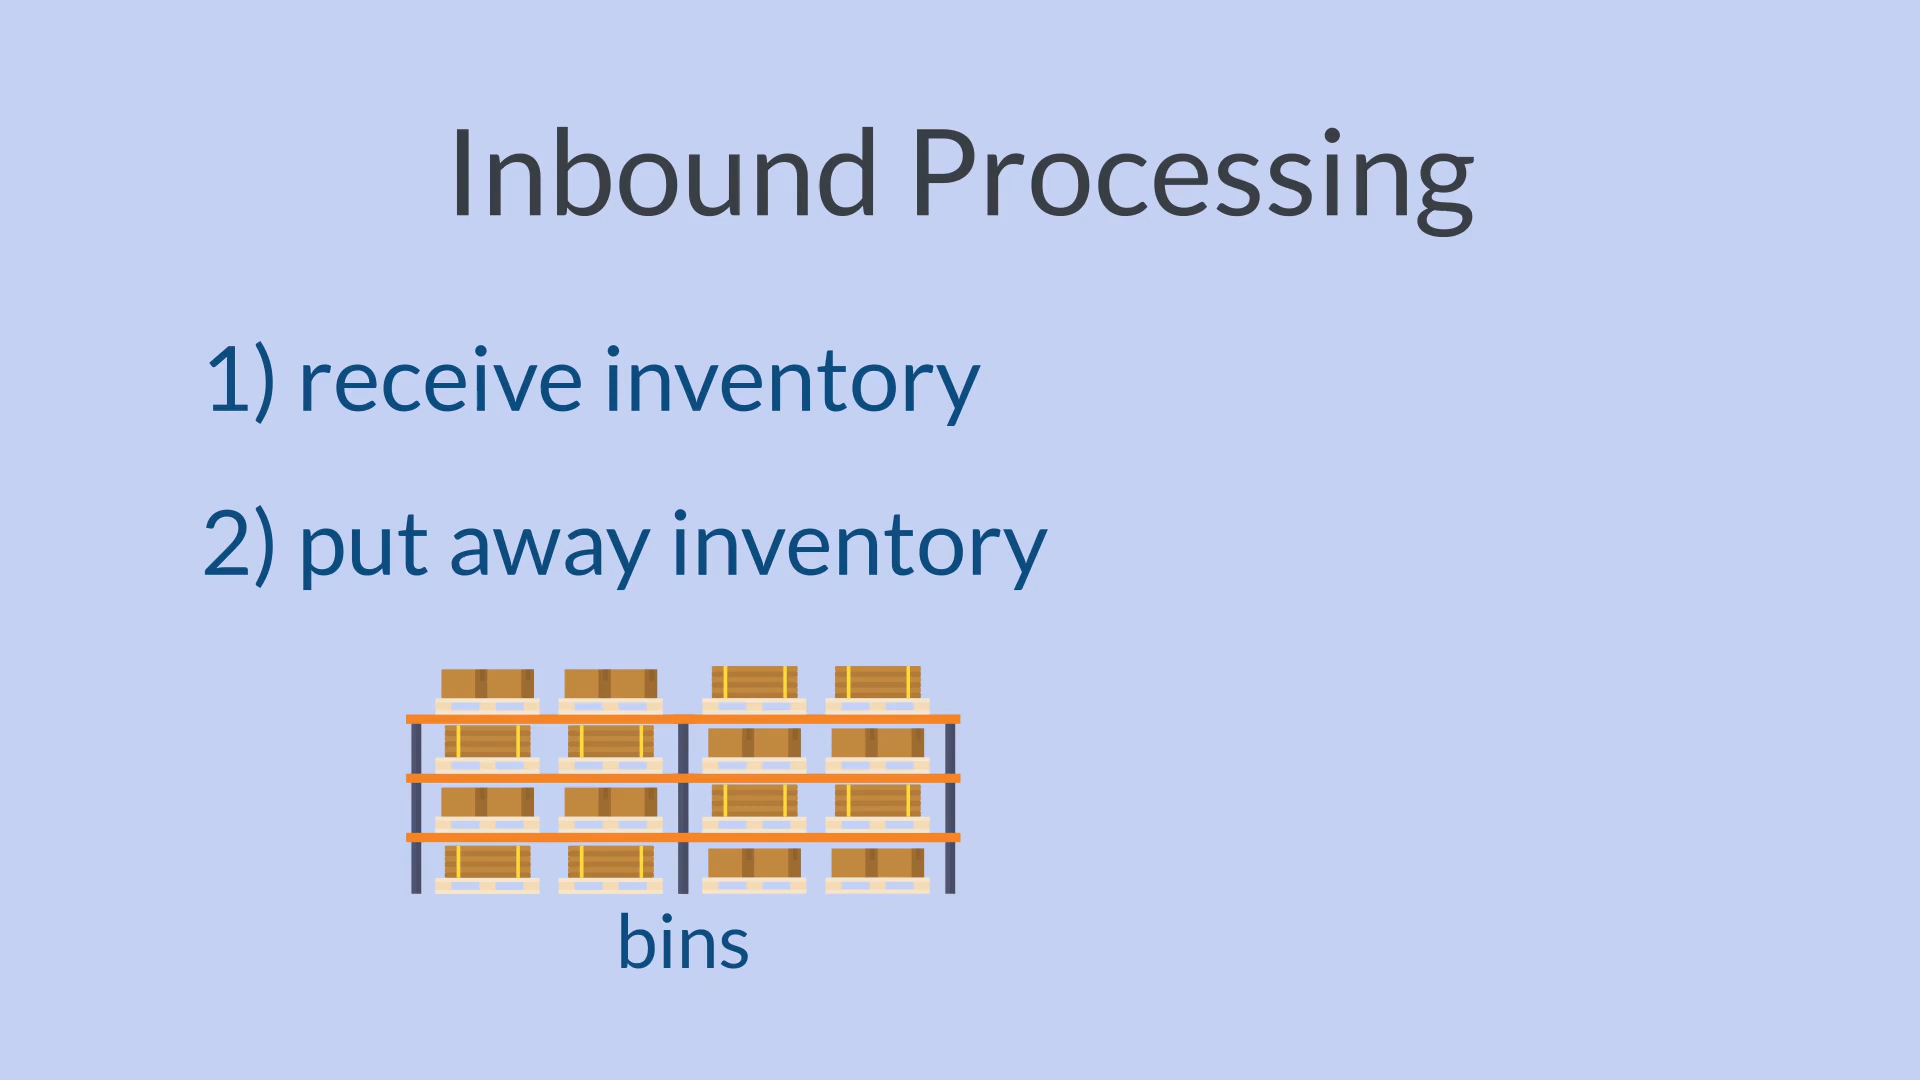 Inbound Processing
1) receive inventory
2) put away inventory
bins